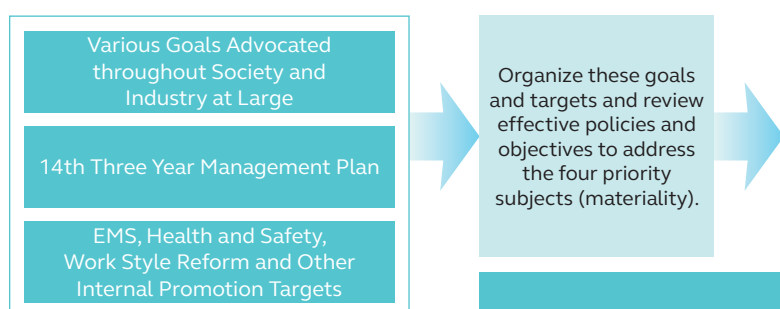 Various Goals Advocated
throughout Society and
Industry at Large
14th Three Year Management Plan
EMS, Health and Safety,
Work Style Reform and Other
Internal Promotion Targets
Organize these goals
and targets and review
effective policies and
objectives to address
the four priority
subjects (materiality).